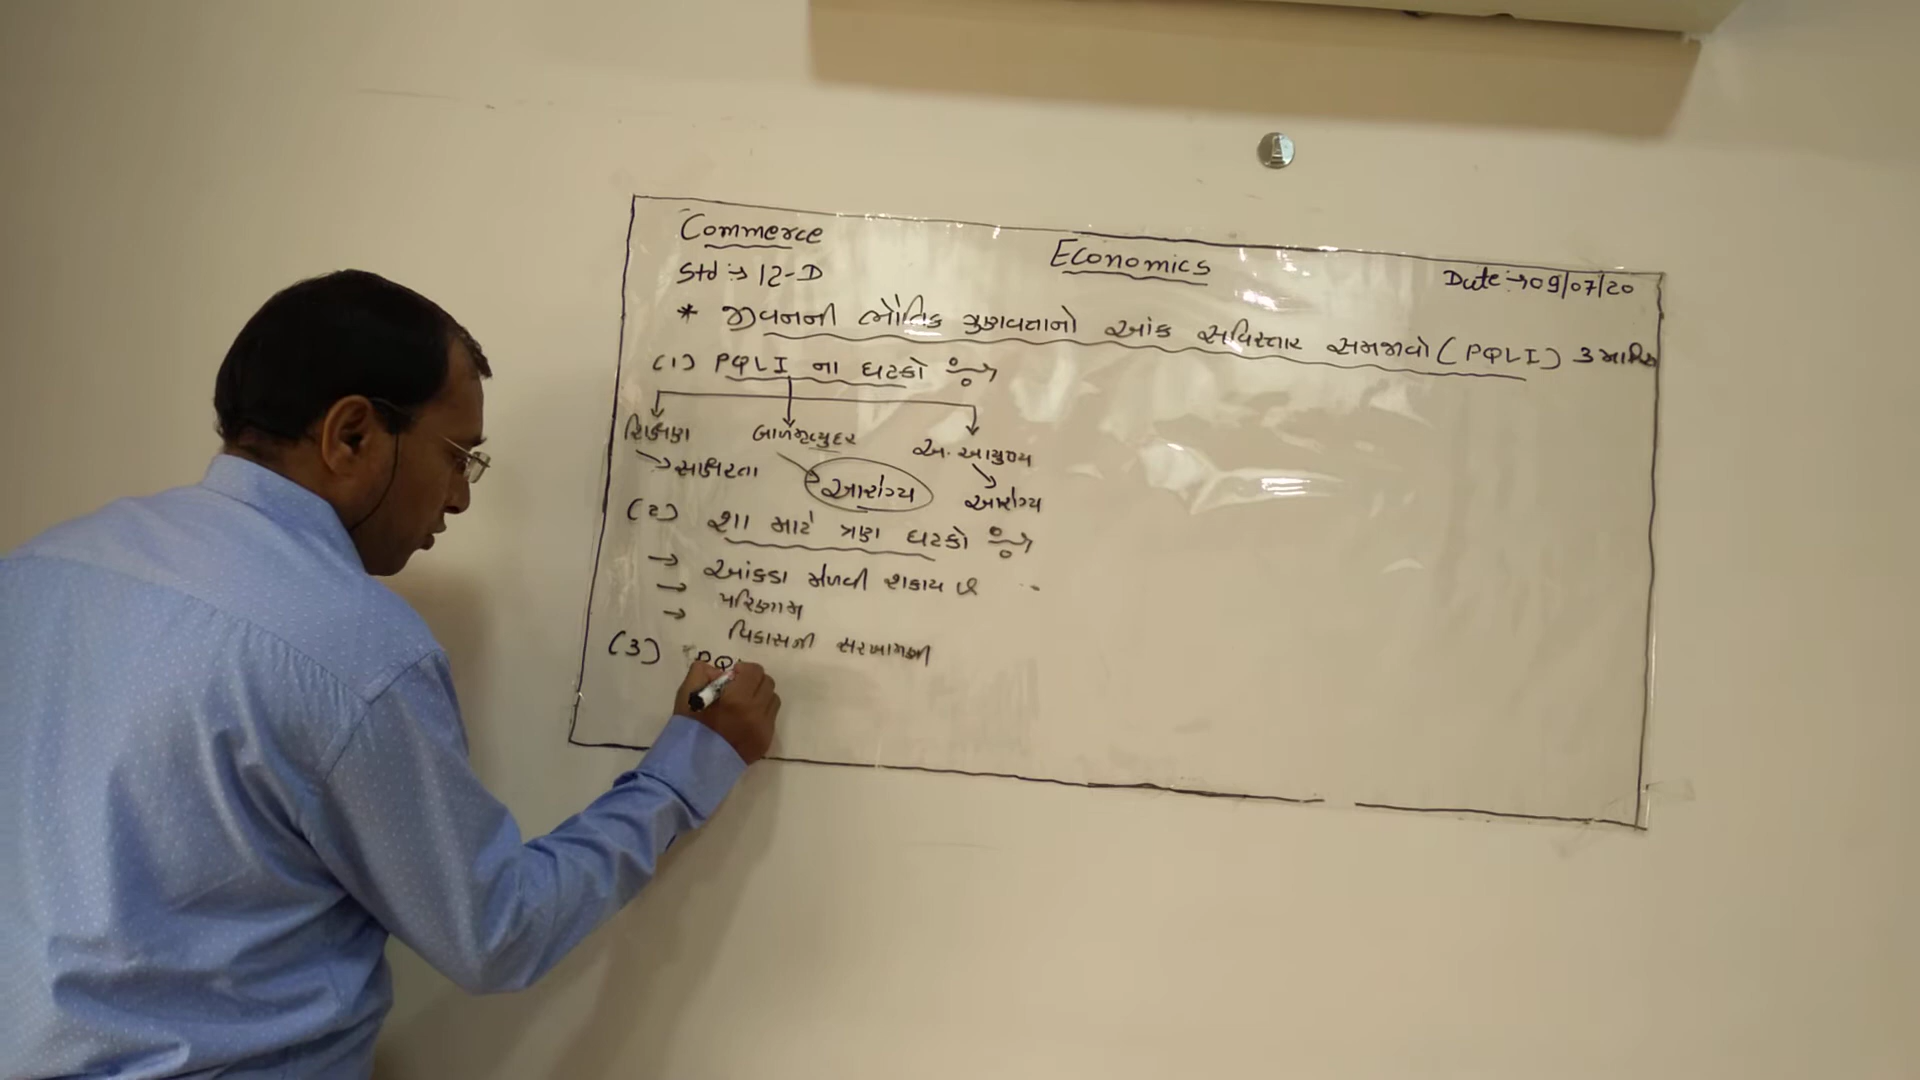 Commerce
Economics
Std :→ 12-D
Date :→ 09/07/20
* જીવનની ભૌતિક ગુણવત્તાનો આંક સવિસ્તાર સમજાવો (PQLI) 3
(1) PQLI ના ઘટકો
શિક્ષણ બાળમૃત્યુદર અ. આયુષ્ય
→ સાક્ષરતા આરોગ્ય આરોગ્ય
(2) શા માટે ત્રણ ઘટકો
→ આંકડા મેળવી શકાય છે
→ પરિણામ
→ વિકાસની સરખામણી
(3) PQ